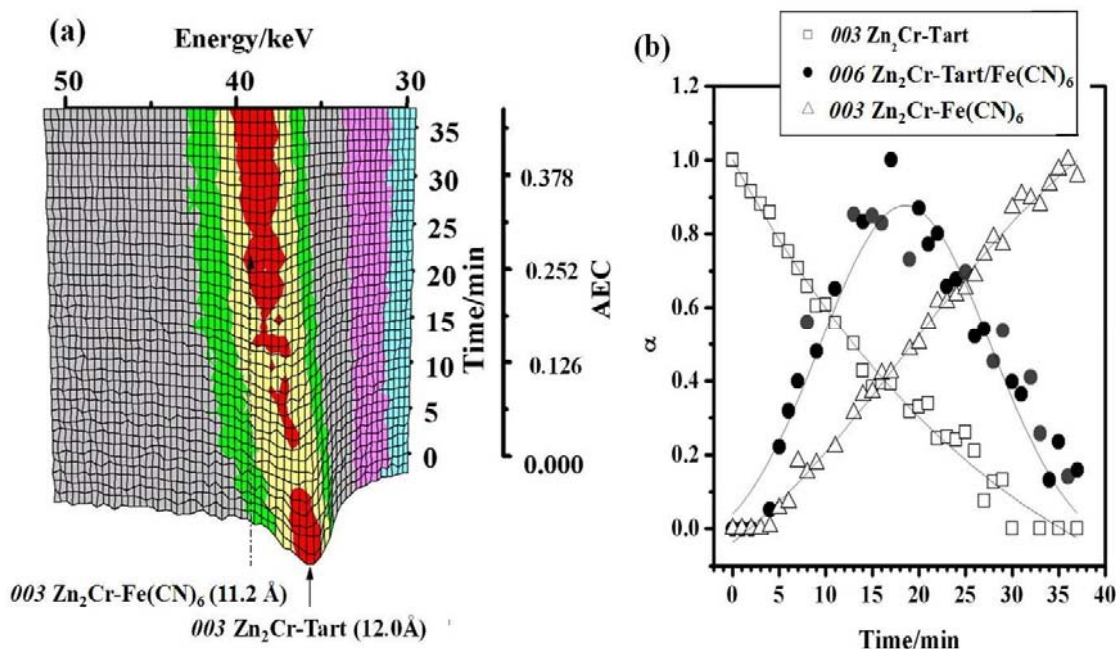 (a)
Energy/keV
50 40 30
35
30
25
20
15
10
5
0
Time/min
0.378
0.252
0.126
0.000
AEC
003 Zn₂Cr-Fe(CN)₆ (11.2 Å)
003 Zn₂Cr-Tart (12.0Å)
(b)
003 Zn₂Cr-Tart
006 Zn₂Cr-Tart/Fe(CN)₆
003 Zn₂Cr-Fe(CN)₆
1.2
1.0
0.8
0.6
0.4
0.2
0.0
α
0 5 10 15 20 25 30 35 40
Time/min